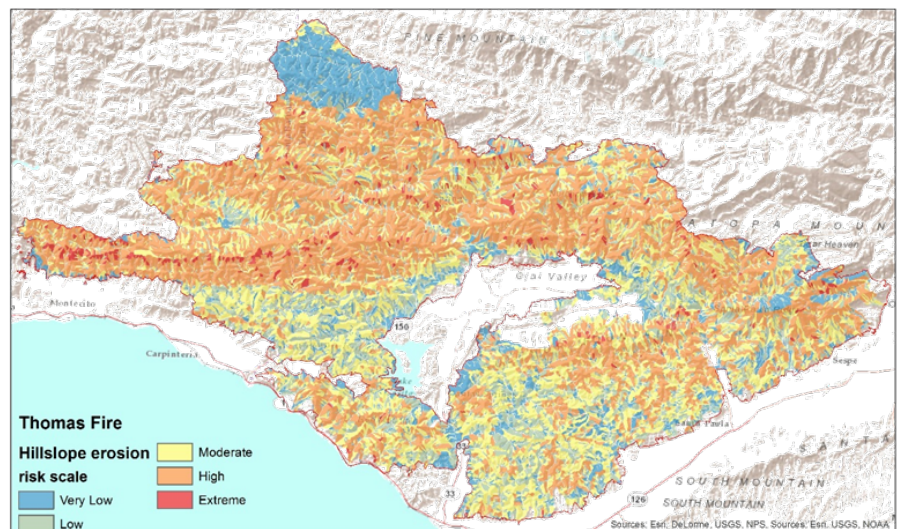 PINE MOUNTAIN
Bear Heaven
Ojai Valley
Montecito
150
Carpinteria
Sespe
Santa Paula
33
SANTA
SOUTH MOUNTAIN
126
SOUTH MOUNTAIN
Thomas Fire
Hillslope erosion
risk scale
Very Low
Low
Moderate
High
Extreme
Sources: Esri, DeLorme, USGS, NPS, Sources: Esri, USGS, NOAA